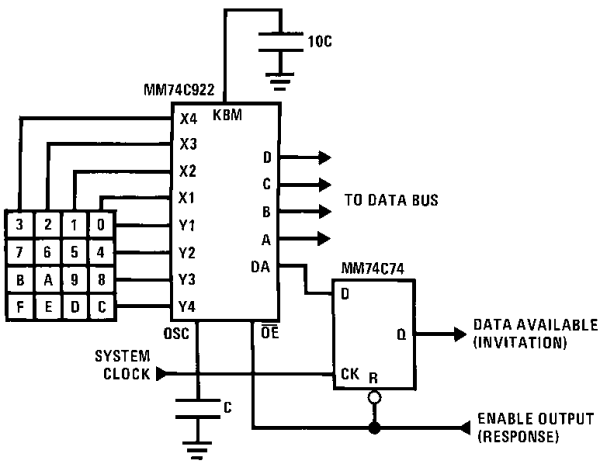 10C
MM74C922
KBM
X4
X3
X2
X1
Y1
Y2
Y3
Y4
D
C
B
A
DA
TO DATA BUS
3 2 1 0
7 6 5 4
B A 9 8
F E D C
OSC
OE
MM74C74
D
Q
CK
R
DATA AVAILABLE
(INVITATION)
SYSTEM
CLOCK
C
ENABLE OUTPUT
(RESPONSE)